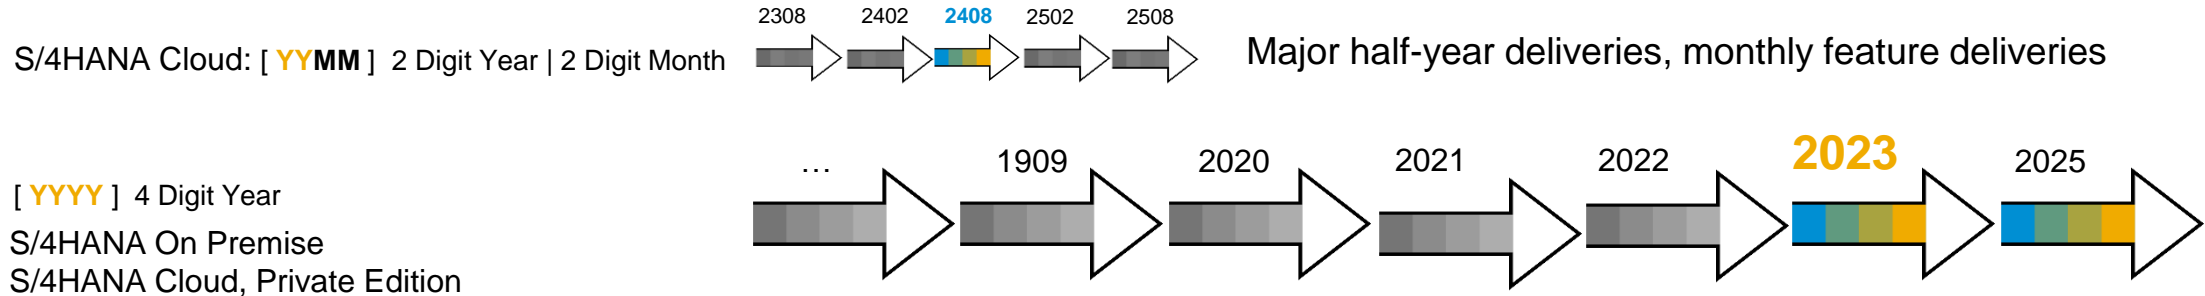 2308 2402 2408 2502 2508
S/4HANA Cloud: [ YYMM ] 2 Digit Year | 2 Digit Month
Major half-year deliveries, monthly feature deliveries
… 1909 2020 2021 2022 2023 2025
[ YYYY ] 4 Digit Year
S/4HANA On Premise
S/4HANA Cloud, Private Edition